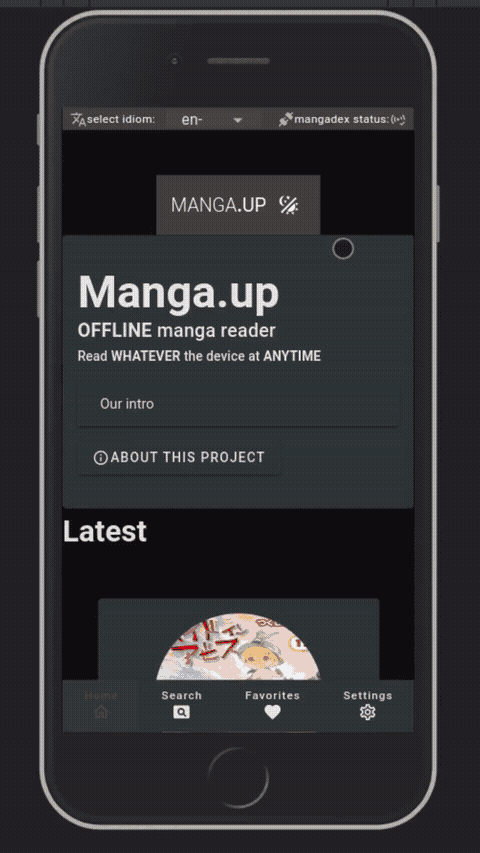 select idiom: en- mangadex status:
MANGA.UP
Manga.up
OFFLINE manga reader
Read WHATEVER the device at ANYTIME
Our intro
ABOUT THIS PROJECT
Latest
Home Search Favorites Settings